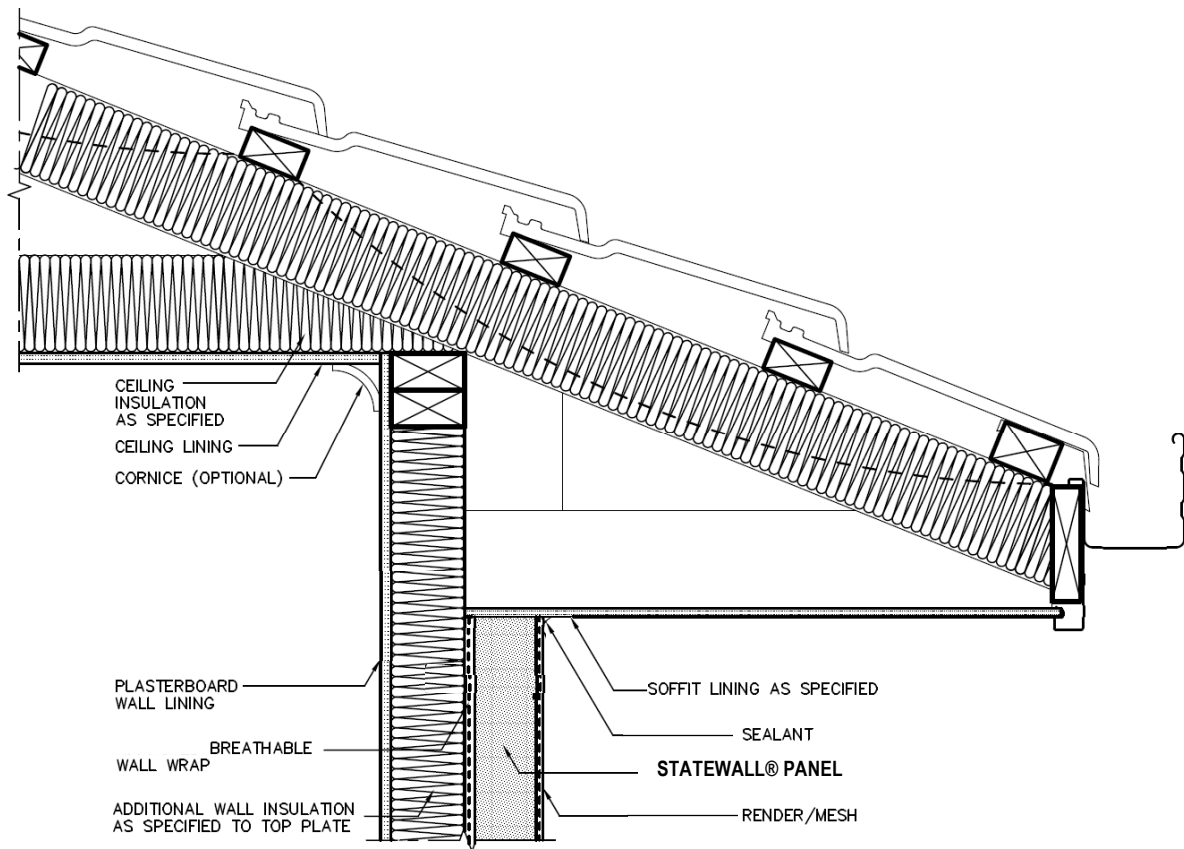 CEILING
INSULATION
AS SPECIFIED
CEILING LINING
CORNICE (OPTIONAL)
PLASTERBOARD
WALL LINING
BREATHABLE
WALL WRAP
ADDITIONAL WALL INSULATION
AS SPECIFIED TO TOP PLATE
SOFFIT LINING AS SPECIFIED
SEALANT
STATEWALL® PANEL
RENDER/MESH